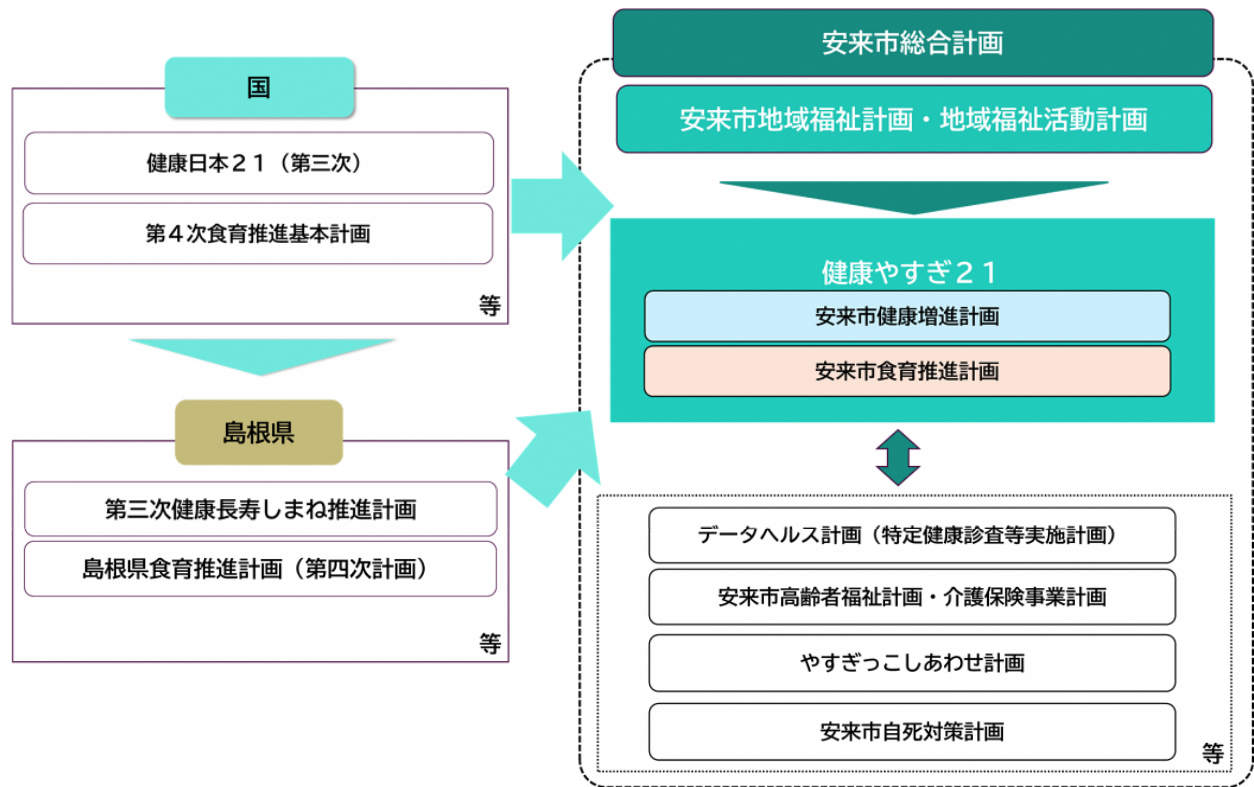 国
健康日本２１（第三次）
第４次食育推進基本計画
等
島根県
第三次健康長寿しまね推進計画
島根県食育推進計画（第四次計画）
等
安来市総合計画
安来市地域福祉計画・地域福祉活動計画
健康やすぎ２１
安来市健康増進計画
安来市食育推進計画
データヘルス計画（特定健康診査等実施計画）
安来市高齢者福祉計画・介護保険事業計画
やすぎっこしあわせ計画
安来市自死対策計画
等